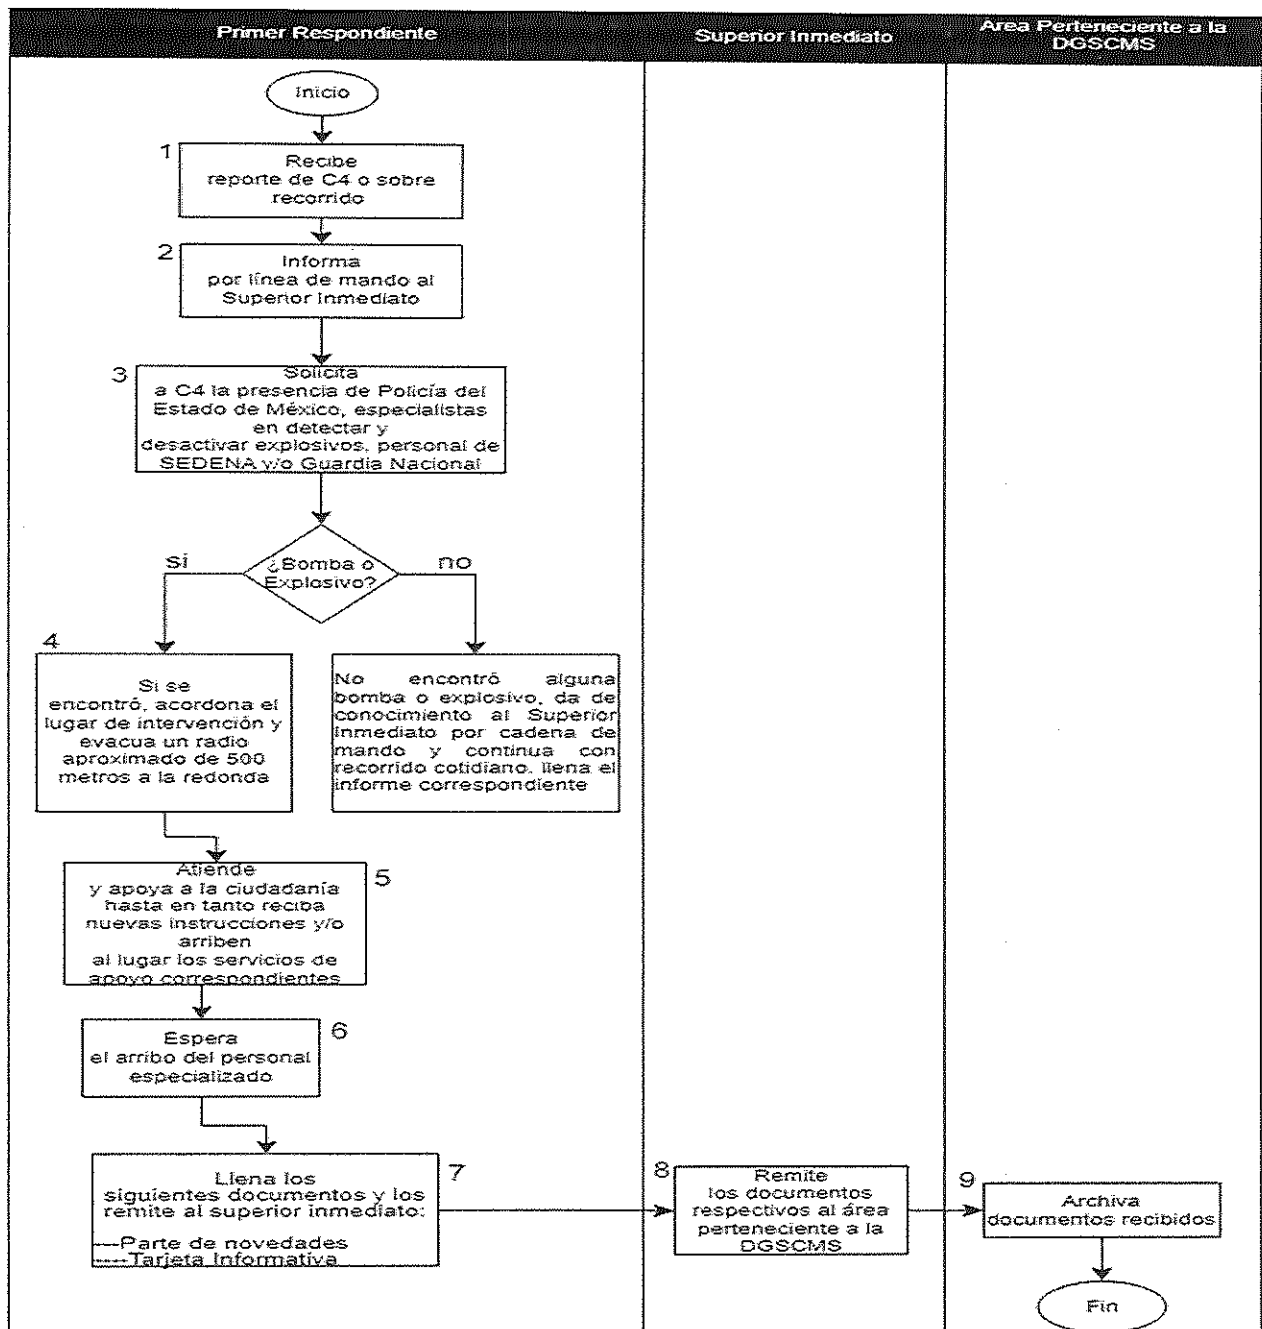 Primer Respondiente
Superior Inmediato
Area Perteneciente a la
DGSCMS
Inicio
1
Recibe
reporte de C4 o sobre
recorrido
2
Informa
por línea de mando al
Superior Inmediato
3
Solicita
a C4 la presencia de Policía del
Estado de México, especialistas
en detectar y
desactivar explosivos, personal de
SEDENA y/o Guardia Nacional
¿Bomba o
Explosivo?
si
no
4
Si se
encontró, acordona el
lugar de intervención y
evacua un radio
aproximado de 500
metros a la redonda
No encontró alguna
bomba o explosivo, da de
conocimiento al Superior
Inmediato por cadena de
mando y continua con
recorrido cotidiano. llena el
informe correspondiente
Atiende
y apoya a la ciudadanía
hasta en tanto reciba
nuevas instrucciones y/o
arriben
al lugar los servicios de
apoyo correspondientes
5
Espera
el arribo del personal
especializado
6
Llena los
siguientes documentos y los
remite al superior inmediato:
----Parte de novedades
----Tarjeta Informativa
7
8
Remite
los documentos
respectivos al área
perteneciente a la
DGSCMS
9
Archiva
documentos recibidos
Fin